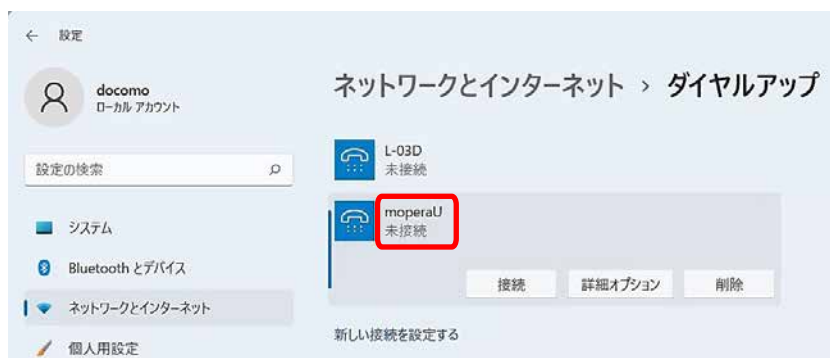 ← 設定
docomo
ローカル アカウント
設定の検索
システム
Bluetooth とデバイス
ネットワークとインターネット
個人用設定
ネットワークとインターネット › ダイヤルアップ
L-03D
未接続
moperaU
未接続
接続 詳細オプション 削除
新しい接続を設定する